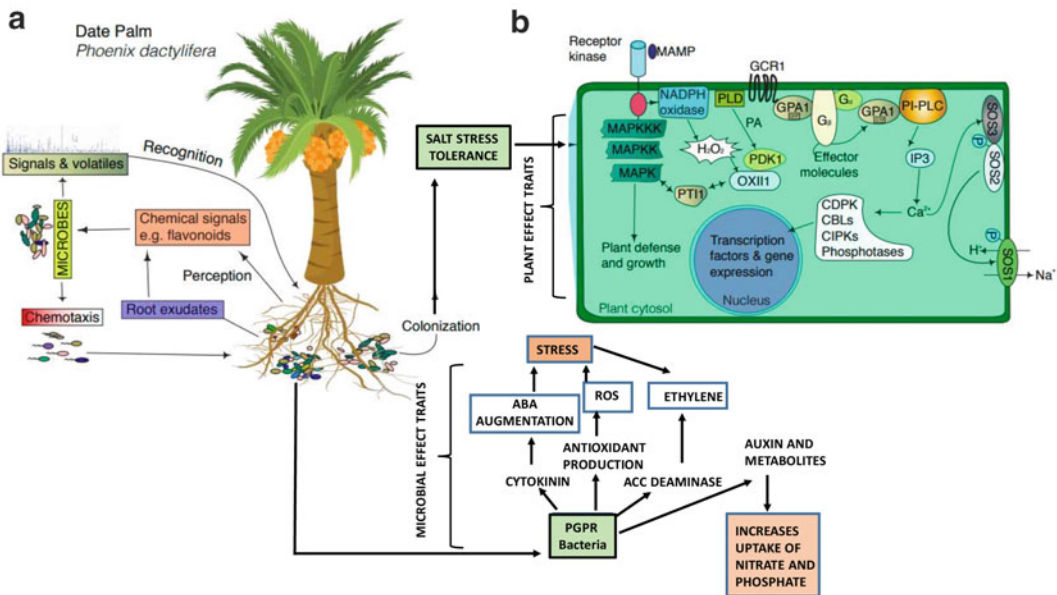 a
Date Palm
Phoenix dactylifera
Signals & volatiles
Recognition
MICROBES
Chemical signals
e.g. flavonoids
Perception
Chemotaxis
Root exudates
Colonization
SALT STRESS
TOLERANCE
b
Receptor
kinase
MAMP
GCR1
NADPH
oxidase
PLD
GPA1
Gβ
Gα
GPA1
PI-PLC
SOS3
MAPKKK
MAPKK
MAPK
PA
H₂O₂
PDK1
OXII1
PTI1
Effector
molecules
IP3
P
SOS2
Ca²⁺
CDPK
CBLs
CIPKs
Phosphotases
Plant defense
and growth
Transcription
factors & gene
expression
Nucleus
P
H⁺
SOS1
Na⁺
Plant cytosol
PLANT EFFECT TRAITS
MICROBIAL EFFECT TRAITS
STRESS
ABA
AUGMENTATION
ROS
ETHYLENE
CYTOKININ
ANTIOXIDANT
PRODUCTION
ACC DEAMINASE
AUXIN AND
METABOLITES
PGPR
Bacteria
INCREASES
UPTAKE OF
NITRATE AND
PHOSPHATE